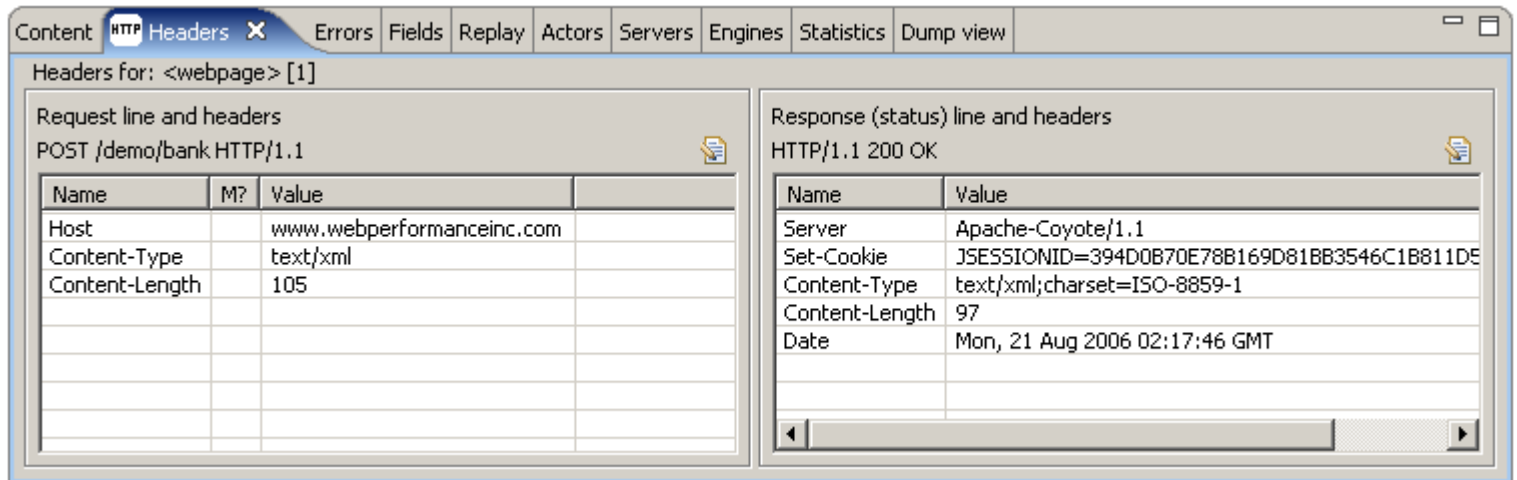 Content HTTP Headers Errors Fields Replay Actors Servers Engines Statistics Dump view
Headers for: <webpage> [1]
Request line and headers
POST /demo/bank HTTP/1.1
Name M? Value
Host www.webperformanceinc.com
Content-Type text/xml
Content-Length 105
Response (status) line and headers
HTTP/1.1 200 OK
Name Value
Server Apache-Coyote/1.1
Set-Cookie JSESSIONID=394D0B70E78B169D81BB3546C1B811D5
Content-Type text/xml;charset=ISO-8859-1
Content-Length 97
Date Mon, 21 Aug 2006 02:17:46 GMT